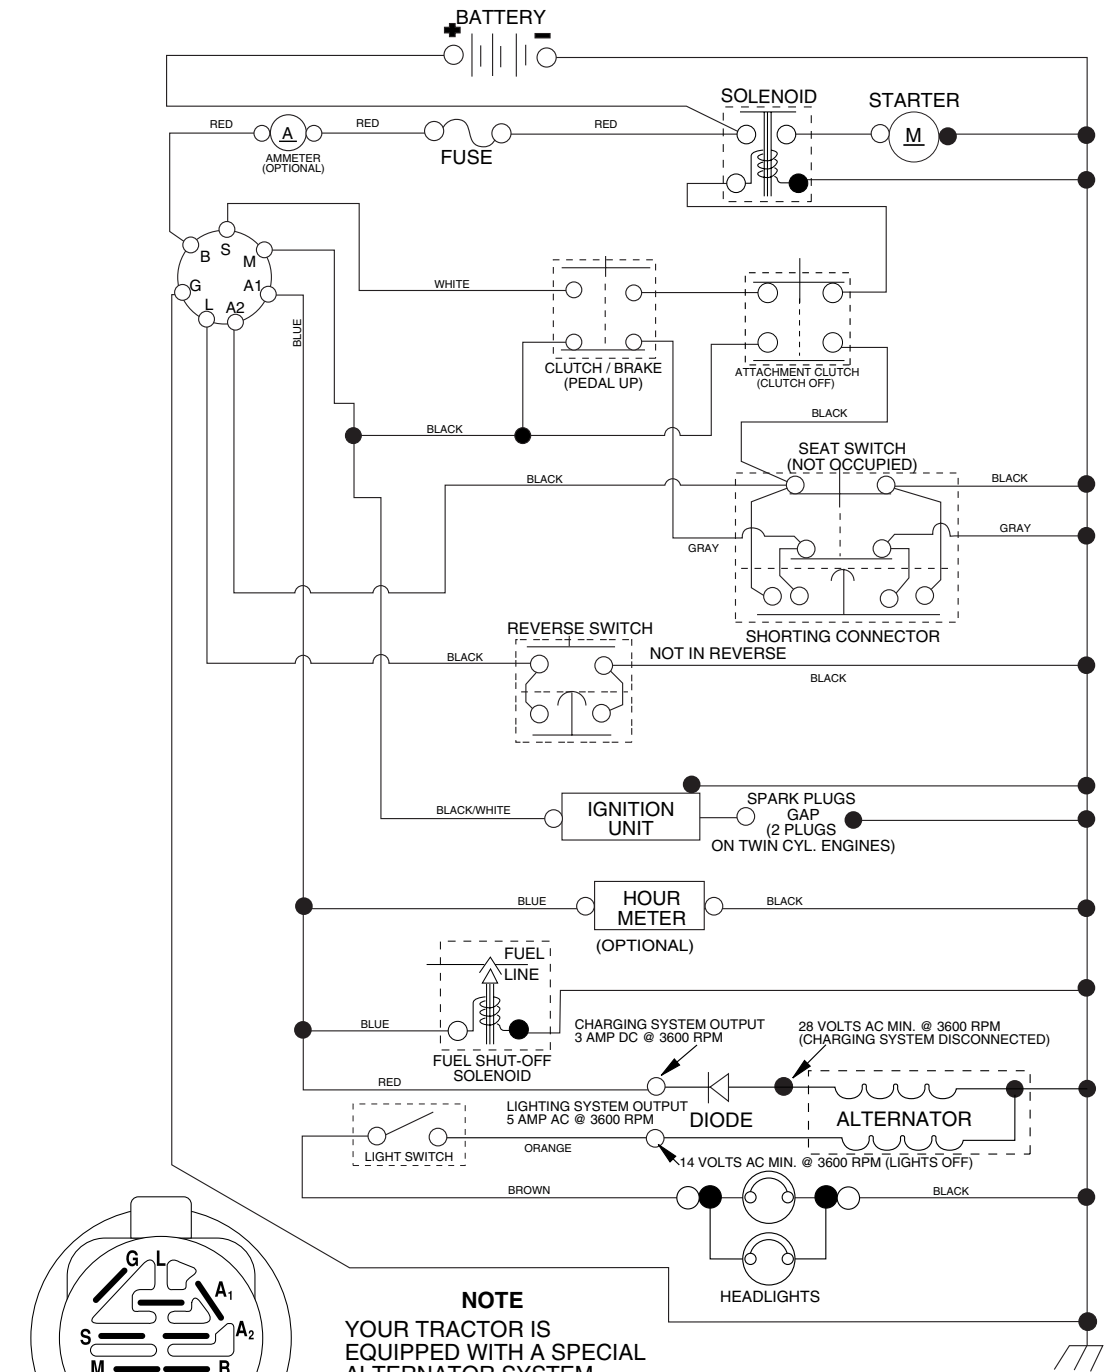 BATTERY
SOLENOID
STARTER
RED
A
RED
RED
M
AMMETER
(OPTIONAL)
FUSE
B
S
M
G
A1
L
A2
WHITE
BLUE
CLUTCH / BRAKE
(PEDAL UP)
ATTACHMENT CLUTCH
(CLUTCH OFF)
BLACK
BLACK
SEAT SWITCH
(NOT OCCUPIED)
BLACK
BLACK
GRAY
GRAY
SHORTING CONNECTOR
REVERSE SWITCH
BLACK
NOT IN REVERSE
BLACK
BLACK/WHITE
IGNITION
UNIT
SPARK PLUGS
GAP
(2 PLUGS
ON TWIN CYL. ENGINES)
BLUE
HOUR
METER
BLACK
(OPTIONAL)
FUEL
LINE
BLUE
FUEL SHUT-OFF
SOLENOID
CHARGING SYSTEM OUTPUT
3 AMP DC @ 3600 RPM
28 VOLTS AC MIN. @ 3600 RPM
(CHARGING SYSTEM DISCONNECTED)
RED
LIGHTING SYSTEM OUTPUT
5 AMP AC @ 3600 RPM
DIODE
ALTERNATOR
LIGHT SWITCH
ORANGE
14 VOLTS AC MIN. @ 3600 RPM (LIGHTS OFF)
BROWN
BLACK
HEADLIGHTS
G
L
A1
A2
S
M
B
NOTE
YOUR TRACTOR IS
EQUIPPED WITH A SPECIAL
ALTERNATOR SYSTEM